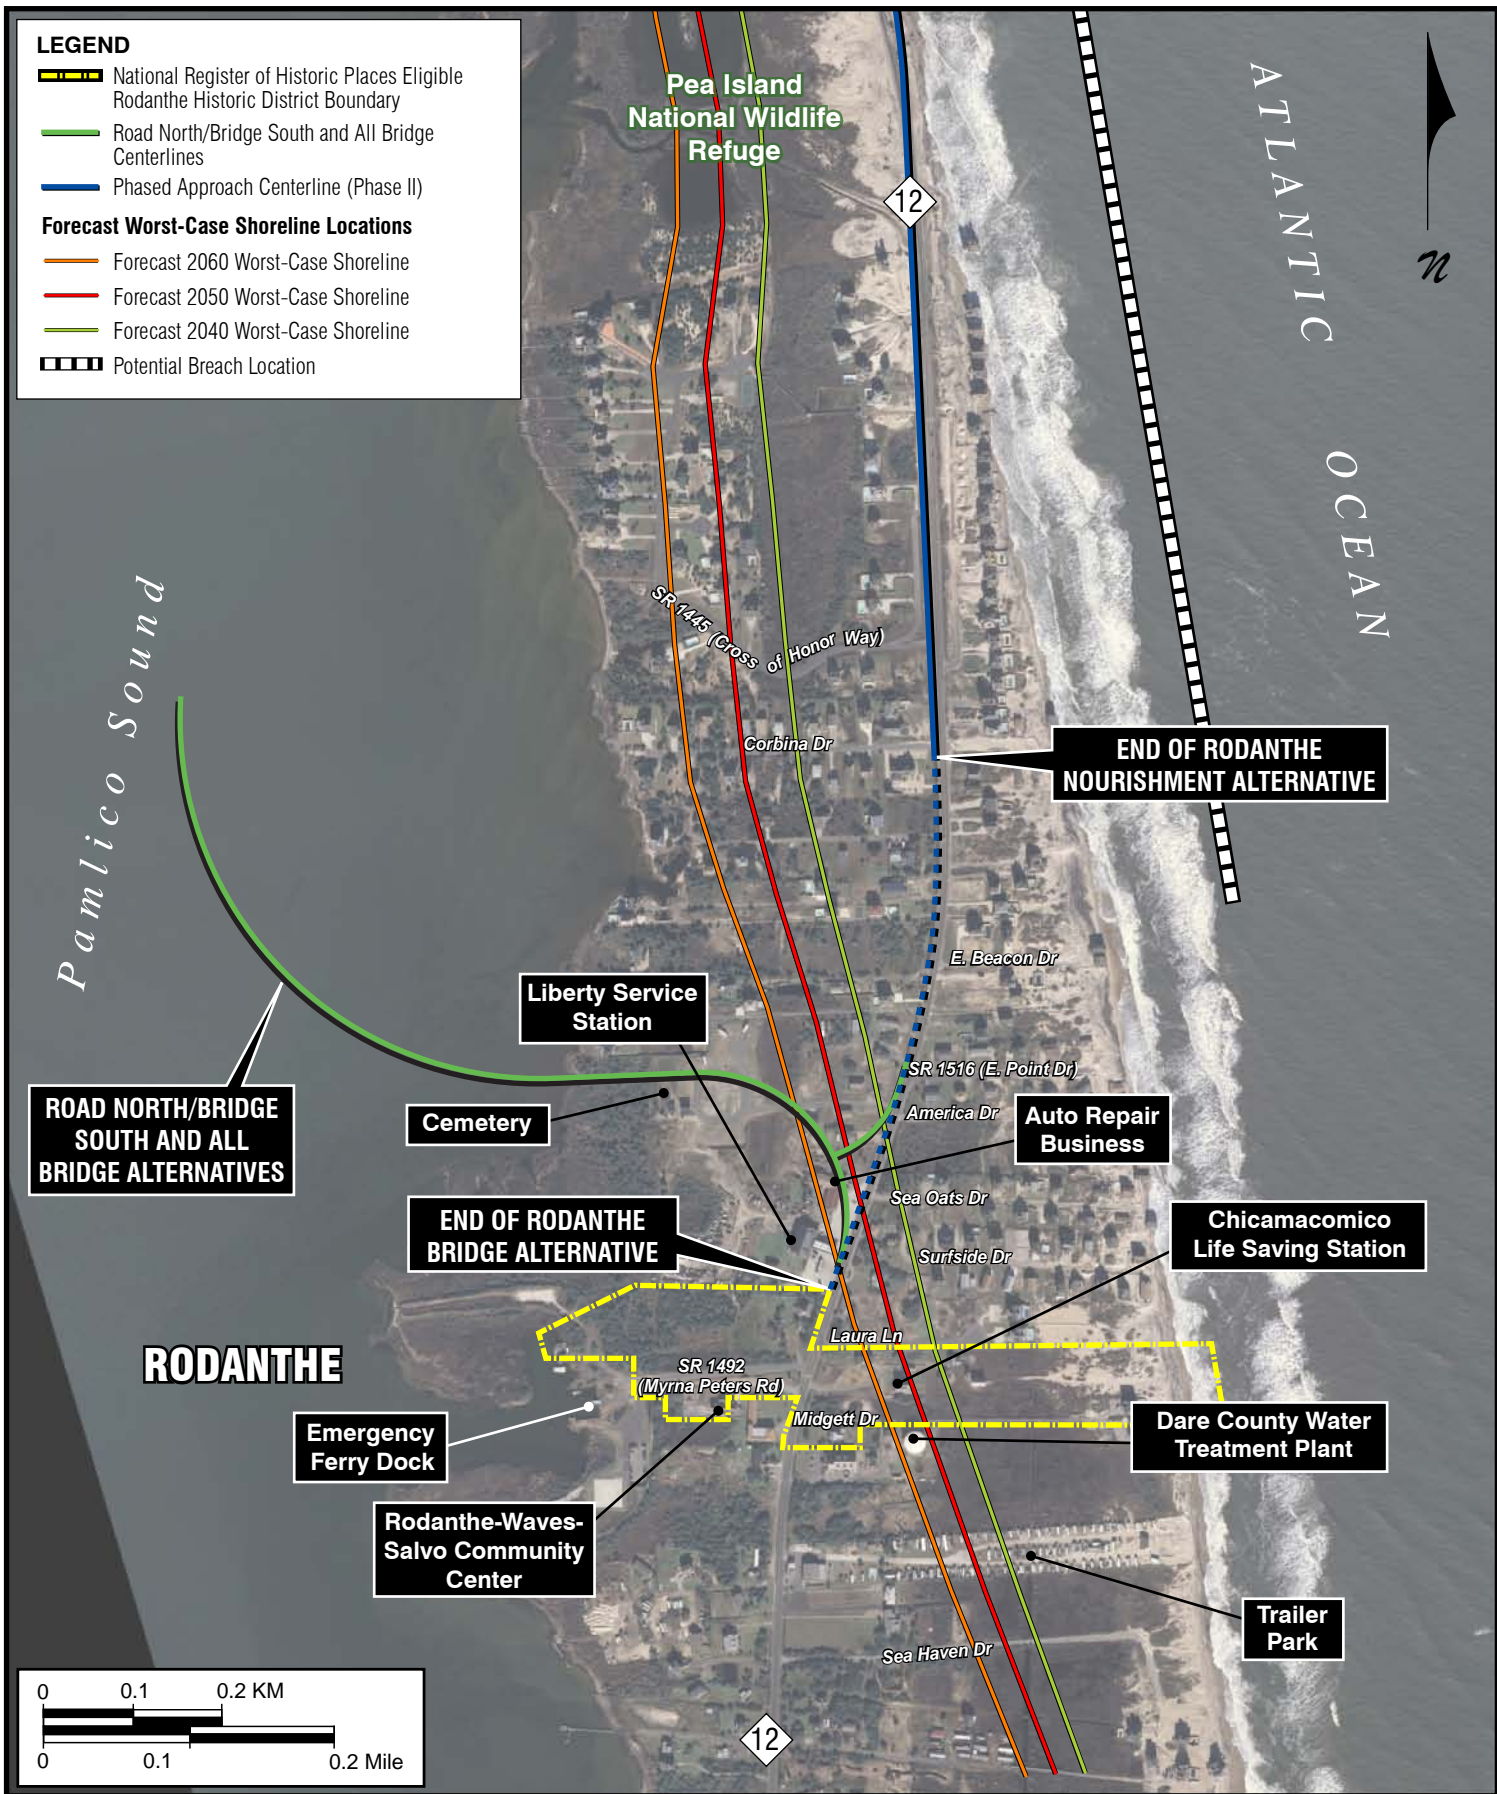 LEGEND
National Register of Historic Places Eligible
Rodanthe Historic District Boundary
Road North/Bridge South and All Bridge
Centerlines
Phased Approach Centerline (Phase II)
Forecast Worst-Case Shoreline Locations
Forecast 2060 Worst-Case Shoreline
Forecast 2050 Worst-Case Shoreline
Forecast 2040 Worst-Case Shoreline
Potential Breach Location
Pea Island
National Wildlife
Refuge
12
ATLANTIC
OCEAN
N
Pamlico Sound
SR 1445 (Cross of Honor Way)
Corbina Dr
END OF RODANTHE
NOURISHMENT ALTERNATIVE
E. Beacon Dr
Liberty Service
Station
SR 1516 (E. Point Dr)
ROAD NORTH/BRIDGE
SOUTH AND ALL
BRIDGE ALTERNATIVES
Cemetery
America Dr
Auto Repair
Business
Sea Oats Dr
END OF RODANTHE
BRIDGE ALTERNATIVE
Surfside Dr
Chicamacomico
Life Saving Station
Laura Ln
RODANTHE
SR 1492
(Myrna Peters Rd)
Midgett Dr
Emergency
Ferry Dock
Dare County Water
Treatment Plant
Rodanthe-Waves-
Salvo Community
Center
Trailer
Park
Sea Haven Dr
12
0 0.1 0.2 KM
0 0.1 0.2 Mile